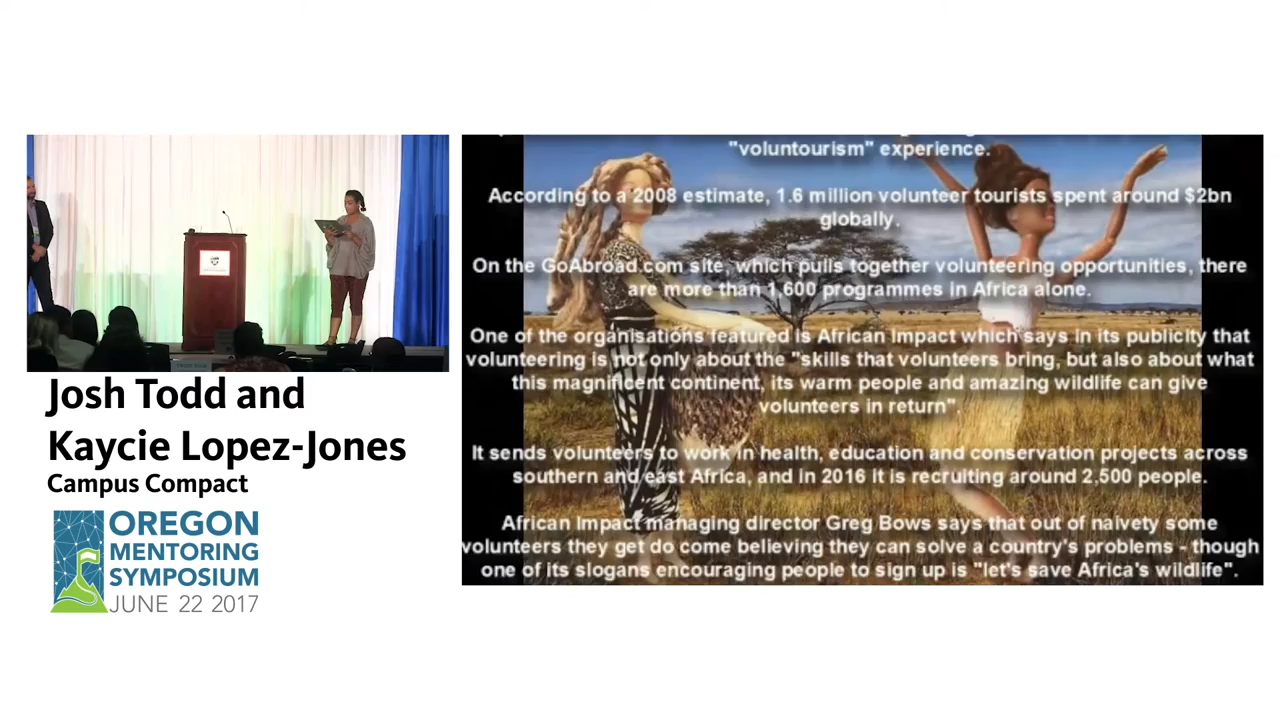 Josh Todd and
Kaycie Lopez-Jones
Campus Compact
OREGON
MENTORING
SYMPOSIUM
JUNE 22 2017
"voluntourism" experience.
According to a 2008 estimate, 1.6 million volunteer tourists spent around $2bn
globally.
On the GoAbroad.com site, which pulls together volunteering opportunities, there
are more than 1,600 programmes in Africa alone.
One of the organisations featured is African Impact which says in its publicity that
volunteering is not only about the "skills that volunteers bring, but also about what
this magnificent continent, its warm people and amazing wildlife can give
volunteers in return".
It sends volunteers to work in health, education and conservation projects across
southern and east Africa, and in 2016 it is recruiting around 2,500 people.
African Impact managing director Greg Bows says that out of naivety some
volunteers they get do come believing they can solve a country's problems - though
one of its slogans encouraging people to sign up is "let's save Africa's wildlife".